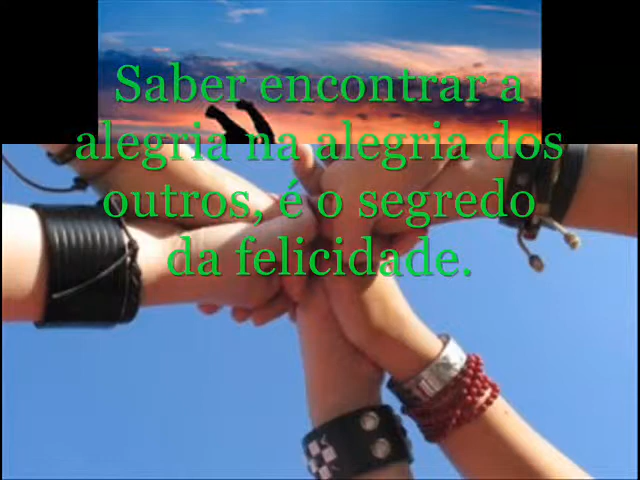 Saber encontrar a
alegria na alegria dos
outros, é o segredo
da felicidade.